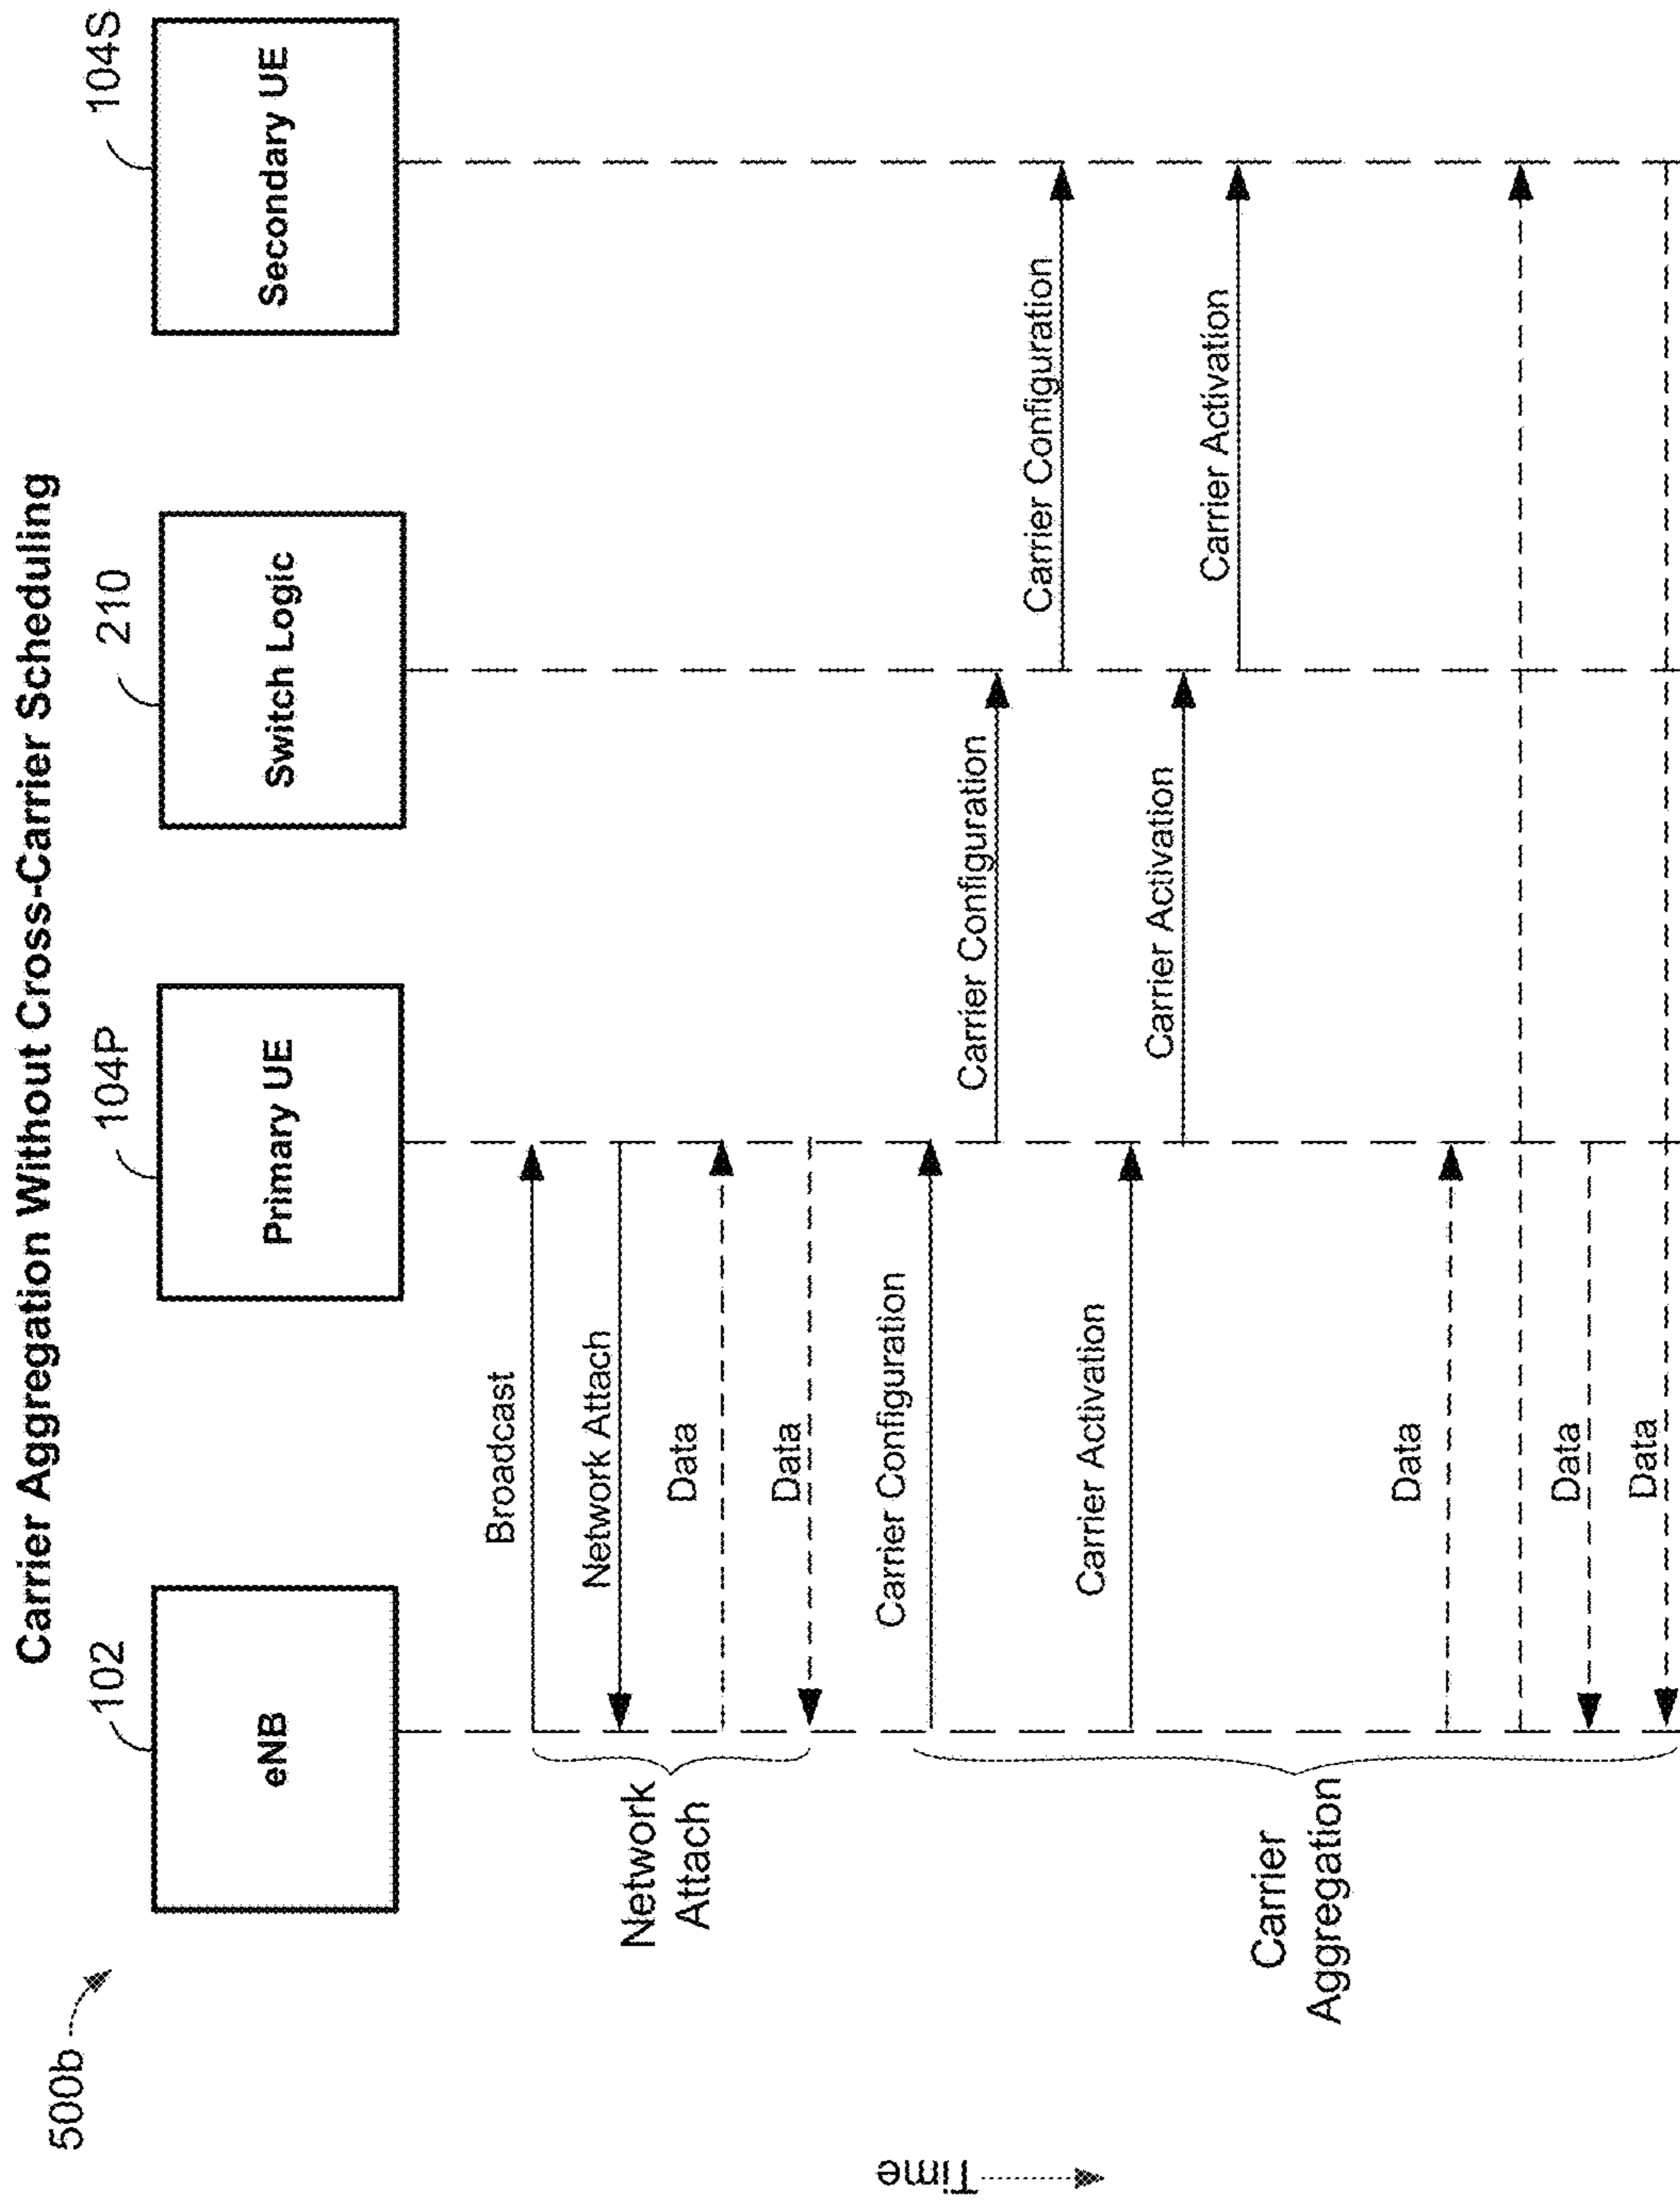 500b
Carrier Aggregation Without Cross-Carrier Scheduling
102
104P
210
104S
eNB
Primary UE
Switch Logic
Secondary UE
Broadcast
Network Attach
Data
Data
Network
Attach
Carrier Configuration
Carrier Configuration
Carrier Configuration
Carrier Activation
Carrier Activation
Carrier Activation
Data
Data
Data
Carrier
Aggregation
Time